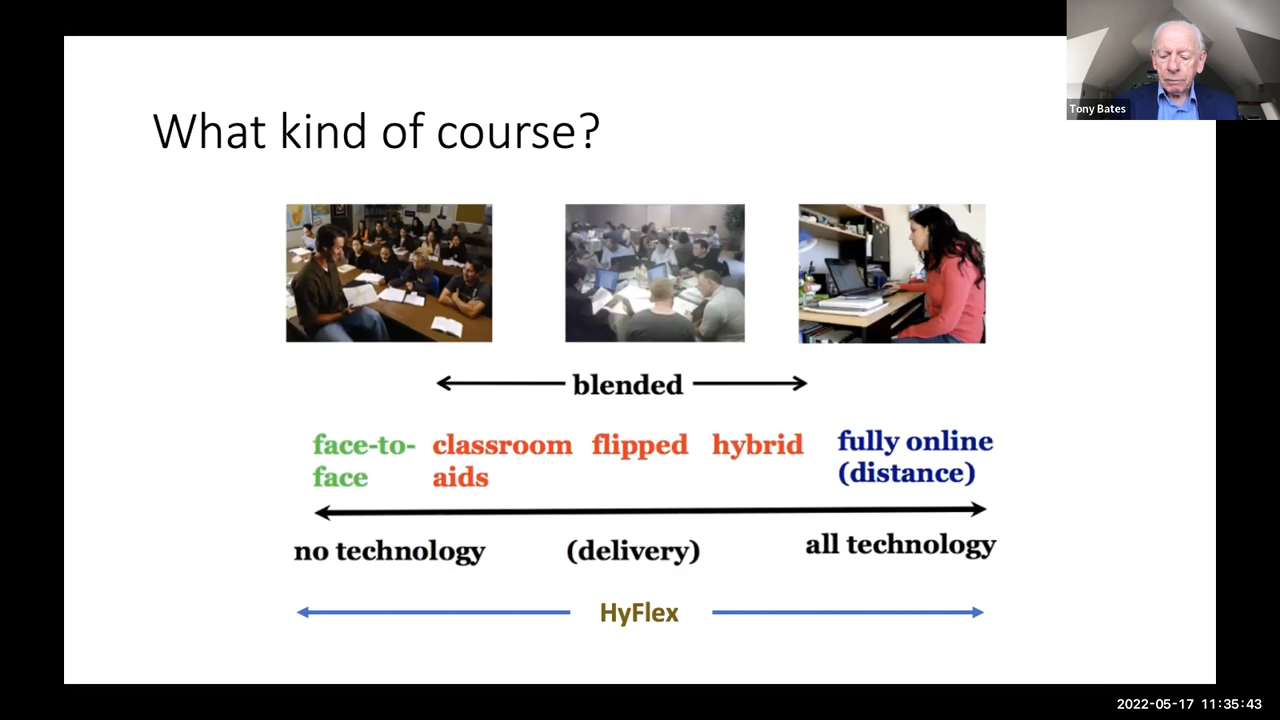 Tony Bates
What kind of course?
blended
face-to-
face
classroom
aids
flipped
hybrid
fully online
(distance)
no technology
(delivery)
all technology
HyFlex
2022-05-17 11:35:43